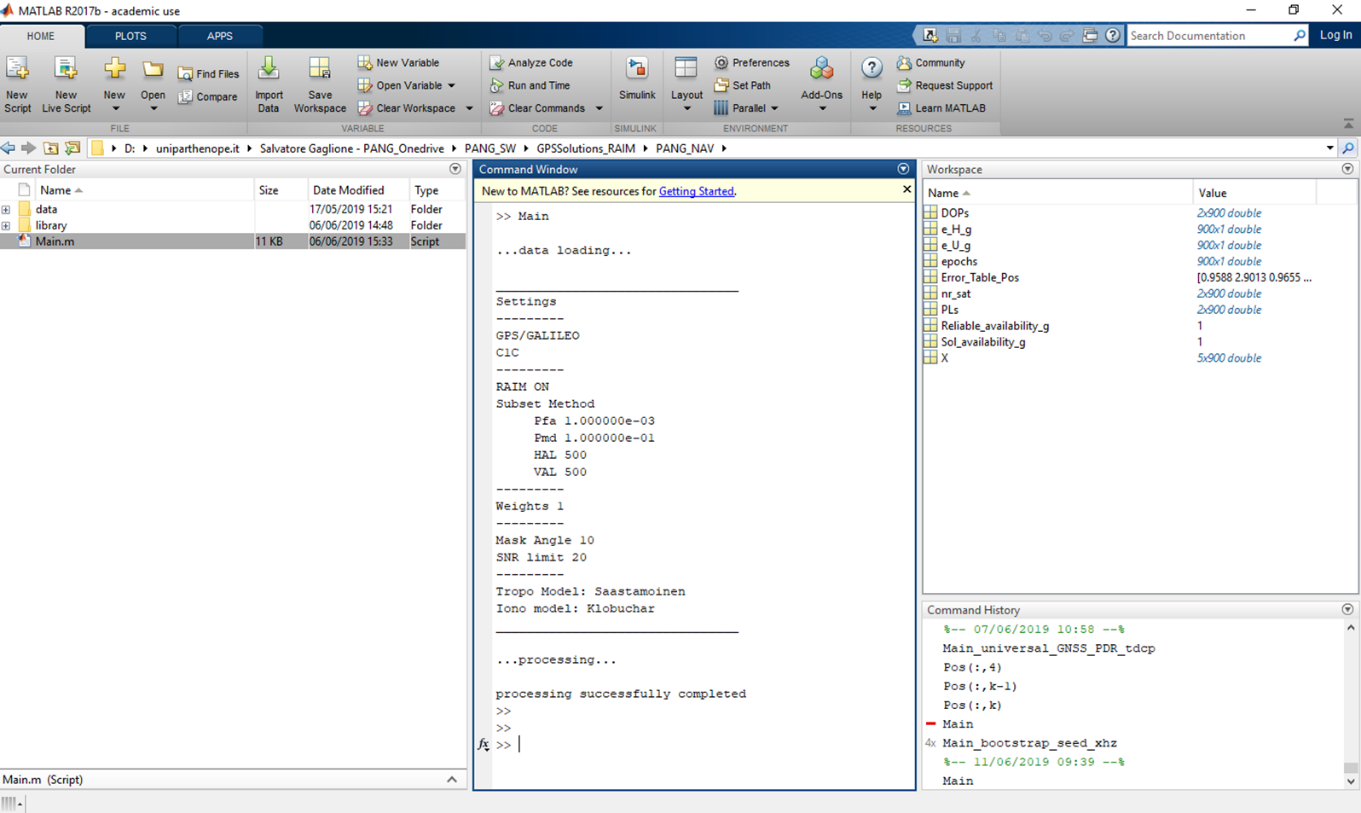 MATLAB R2017b - academic use
HOME PLOTS APPS
Search Documentation Log In
New Script
New Live Script
New
Open
Find Files
Compare
Import Data
Save Workspace
New Variable
Open Variable
Clear Workspace
Analyze Code
Run and Time
Clear Commands
Simulink
Layout
Preferences
Set Path
Parallel
Add-Ons
Help
Community
Request Support
Learn MATLAB
FILE VARIABLE CODE SIMULINK ENVIRONMENT RESOURCES
D: uniparthenope.it Salvatore Gaglione - PANG_Onedrive PANG_SW GPSSolutions_RAIM PANG_NAV
Current Folder
Name Size Date Modified Type
data 17/05/2019 15:21 Folder
library 06/06/2019 14:48 Folder
Main.m 11 KB 06/06/2019 15:33 Script
Main.m (Script)
Command Window
New to MATLAB? See resources for Getting Started.
>> Main
...data loading...
Settings
---------
GPS/GALILEO
C1C
---------
RAIM ON
Subset Method
Pfa 1.000000e-03
Pmd 1.000000e-01
HAL 500
VAL 500
---------
Weights 1
---------
Mask Angle 10
SNR limit 20
---------
Tropo Model: Saastamoinen
Iono model: Klobuchar
...processing...
processing successfully completed
>>
>>
fx >>
Workspace
Name Value
DOPs 2x900 double
e_H_g 900x1 double
e_U_g 900x1 double
epochs 900x1 double
Error_Table_Pos [0.9588 2.9013 0.9655 ...
nr_sat 2x900 double
PLs 2x900 double
Reliable_availability_g 1
Sol_availability_g 1
X 5x900 double
Command History
%-- 07/06/2019 10:58 --%
Main_universal_GNSS_PDR_tdcp
Pos(:,4)
Pos(:,k-1)
Pos(:,k)
Main
4x Main_bootstrap_seed_xhz
%-- 11/06/2019 09:39 --%
Main